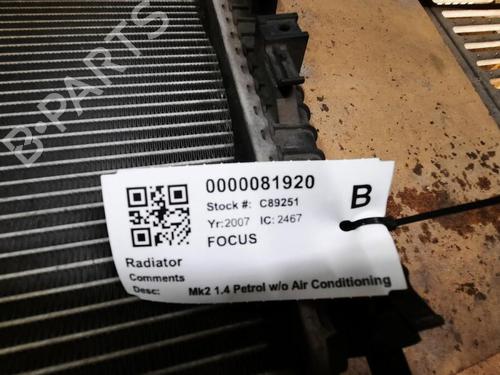 B-PARTS
0000081920
B
Stock #: C89251
Yr:2007 IC:2467
FOCUS
Radiator
Comments
Desc: Mk2 1.4 Petrol w/o Air Conditioning